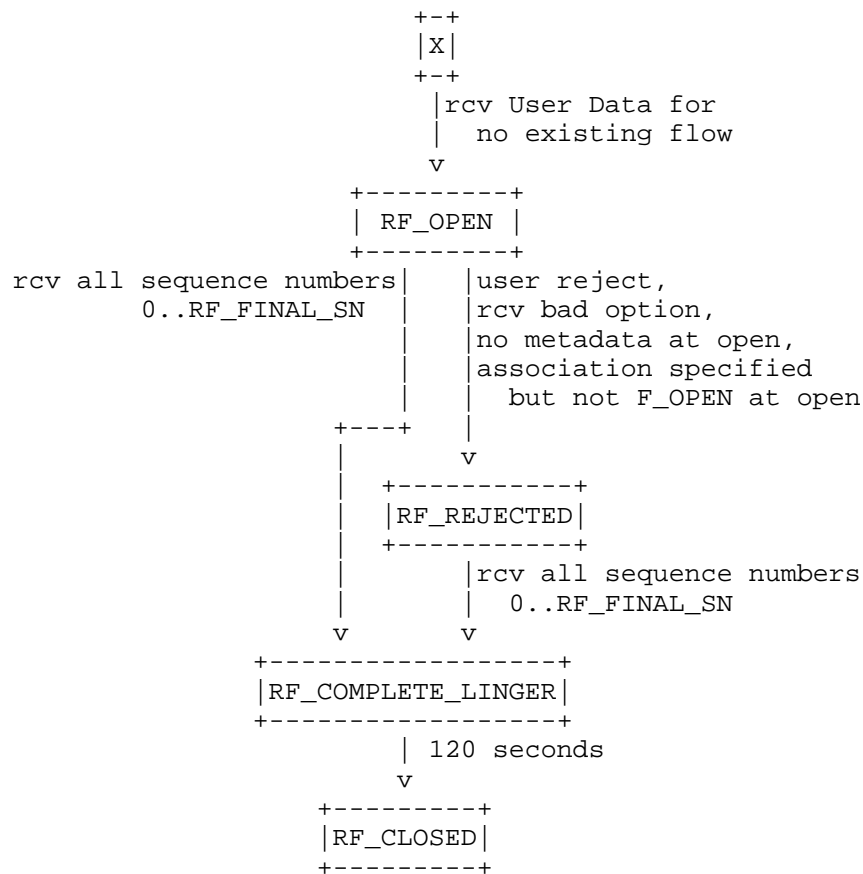 X
rcv User Data for
no existing flow
v
RF_OPEN
rcv all sequence numbers
0..RF_FINAL_SN
user reject,
rcv bad option,
no metadata at open,
association specified
but not F_OPEN at open
v
RF_REJECTED
rcv all sequence numbers
0..RF_FINAL_SN
v v
RF_COMPLETE_LINGER
120 seconds
v
RF_CLOSED